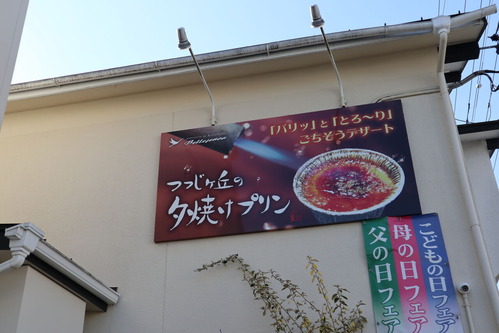 「パリッ」と「とろ〜り」
ごちそうデザート
つつじヶ丘の
夕焼けプリン
こどもの日フェア
母の日フェア
父の日フェア